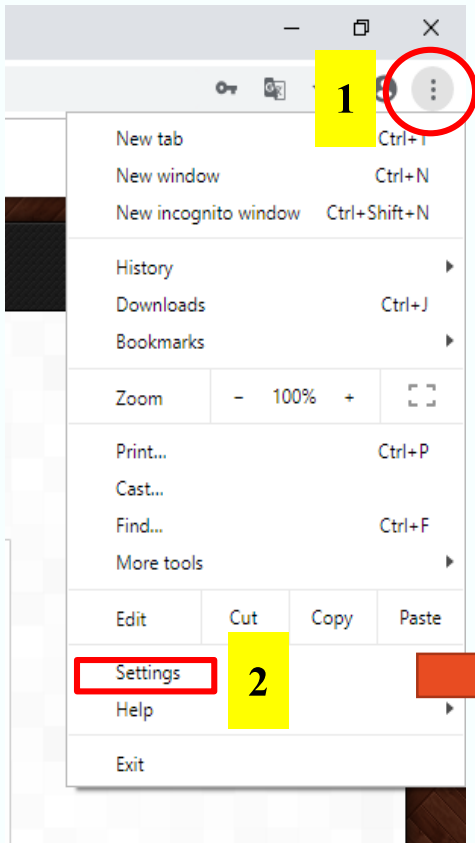 1
New tab Ctrl+T
New window Ctrl+N
New incognito window Ctrl+Shift+N
History
Downloads Ctrl+J
Bookmarks
Zoom - 100% +
Print... Ctrl+P
Cast...
Find... Ctrl+F
More tools
Edit Cut Copy Paste
Settings 2
Help
Exit